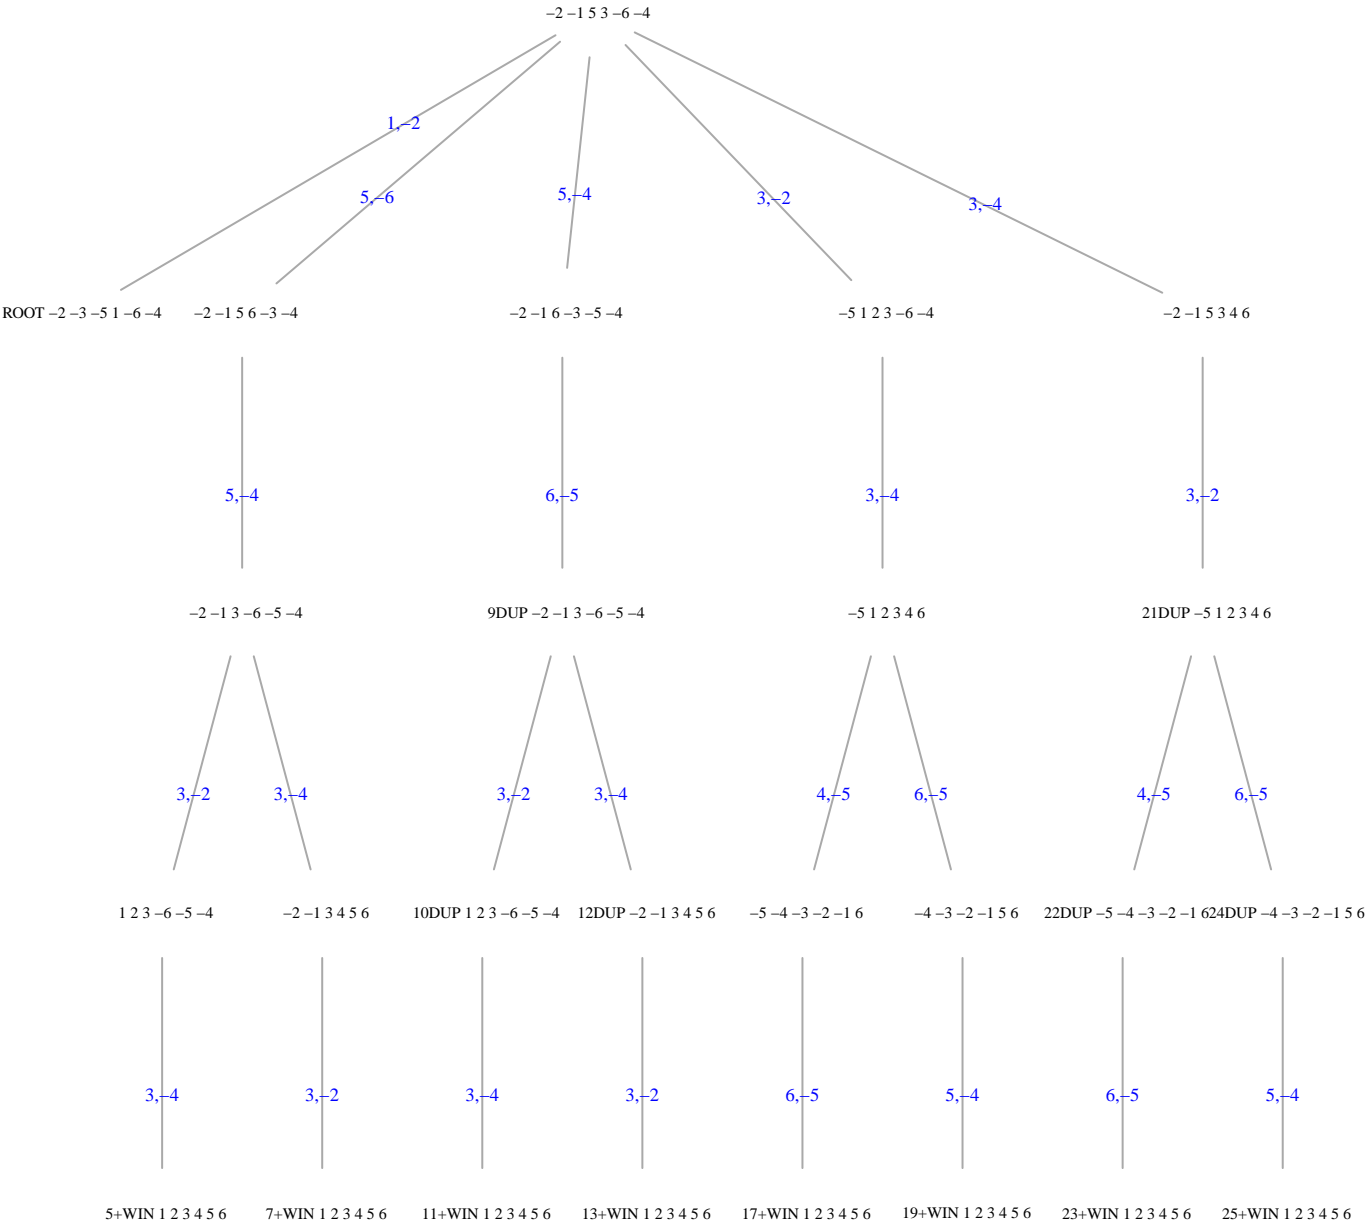 −2 −1 5 3 −6 −4
1,−2
5,−6
5,−4
3,−2
3,−4
ROOT −2 −3 −5 1 −6 −4
−2 −1 5 6 −3 −4
−2 −1 6 −3 −5 −4
−5 1 2 3 −6 −4
−2 −1 5 3 4 6
5,−4
6,−5
3,−4
3,−2
−2 −1 3 −6 −5 −4
9DUP −2 −1 3 −6 −5 −4
−5 1 2 3 4 6
21DUP −5 1 2 3 4 6
3,−2
3,−4
3,−2
3,−4
4,−5
6,−5
4,−5
6,−5
1 2 3 −6 −5 −4
−2 −1 3 4 5 6
10DUP 1 2 3 −6 −5 −4
12DUP −2 −1 3 4 5 6
−5 −4 −3 −2 −1 6
−4 −3 −2 −1 5 6
22DUP −5 −4 −3 −2 −1 6
24DUP −4 −3 −2 −1 5 6
3,−4
3,−2
3,−4
3,−2
6,−5
5,−4
6,−5
5,−4
5+WIN 1 2 3 4 5 6
7+WIN 1 2 3 4 5 6
11+WIN 1 2 3 4 5 6
13+WIN 1 2 3 4 5 6
17+WIN 1 2 3 4 5 6
19+WIN 1 2 3 4 5 6
23+WIN 1 2 3 4 5 6
25+WIN 1 2 3 4 5 6